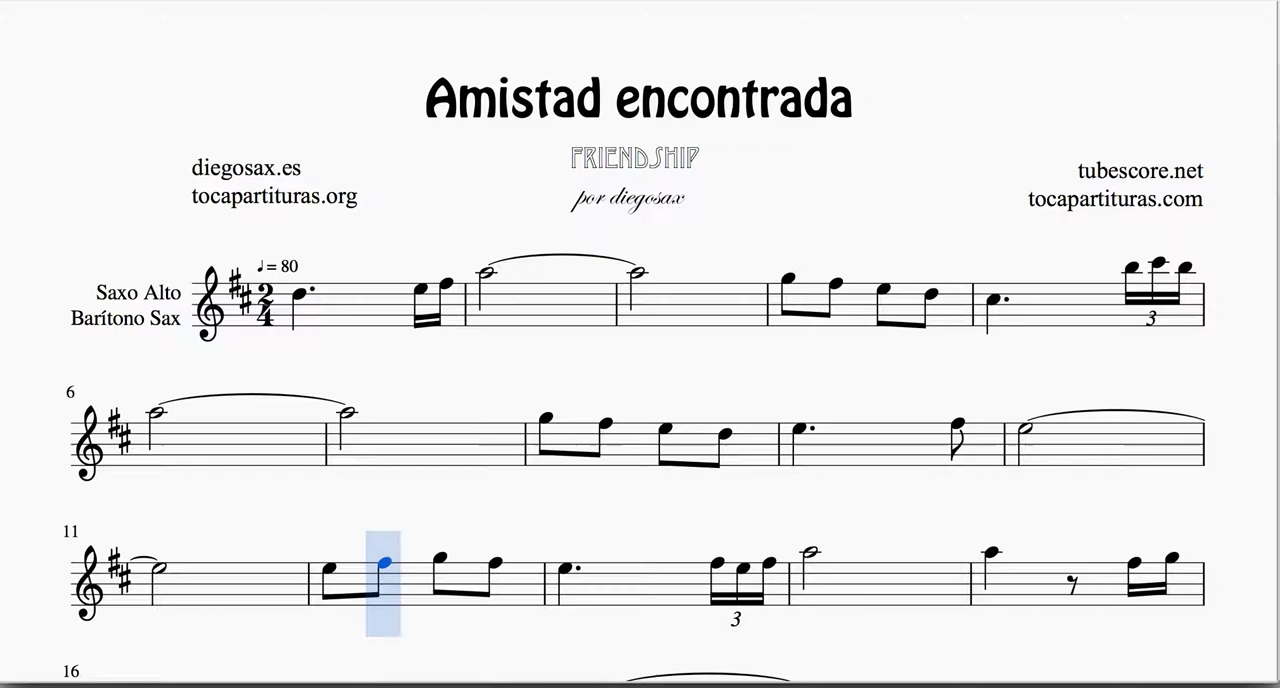 Amistad encontrada
FRIENDSHIP
por diegosax
diegosax.es
tocapartituras.org
tubescore.net
tocapartituras.com
♩= 80
Saxo Alto
Barítono Sax
2
4
3
6
11
3
16